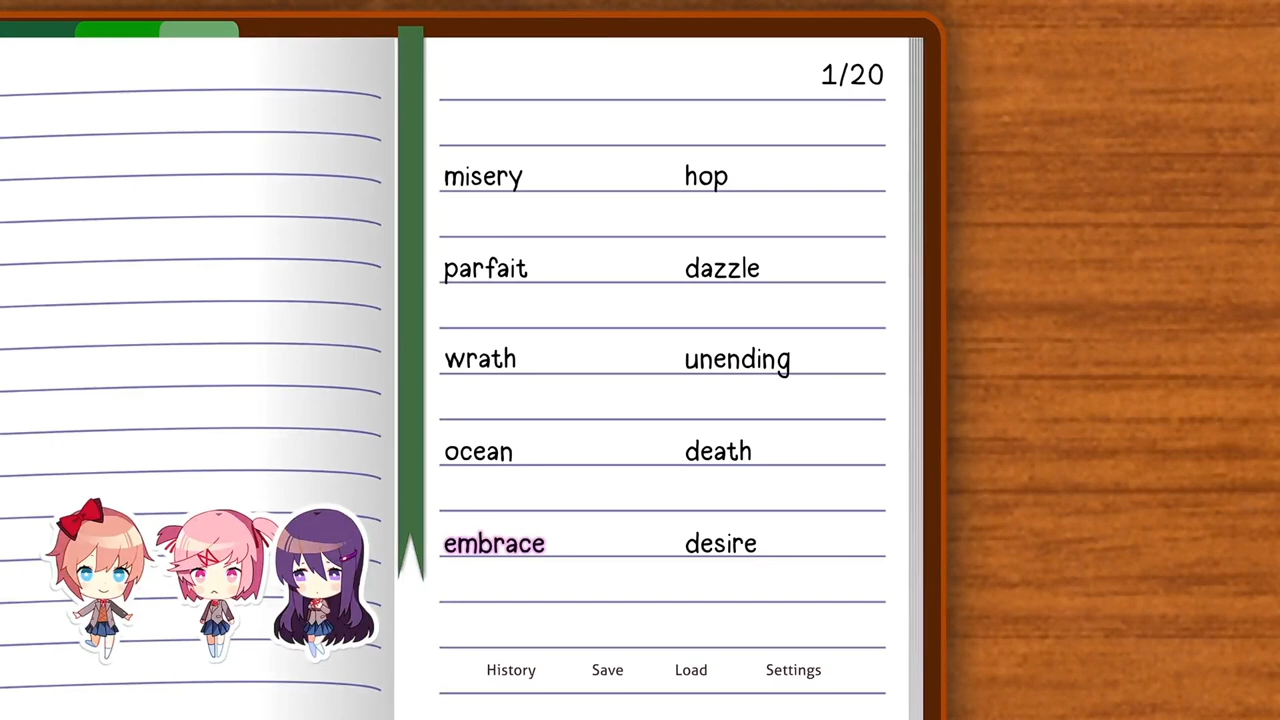 1/20
misery hop
parfait dazzle
wrath unending
ocean death
embrace desire
History Save Load Settings